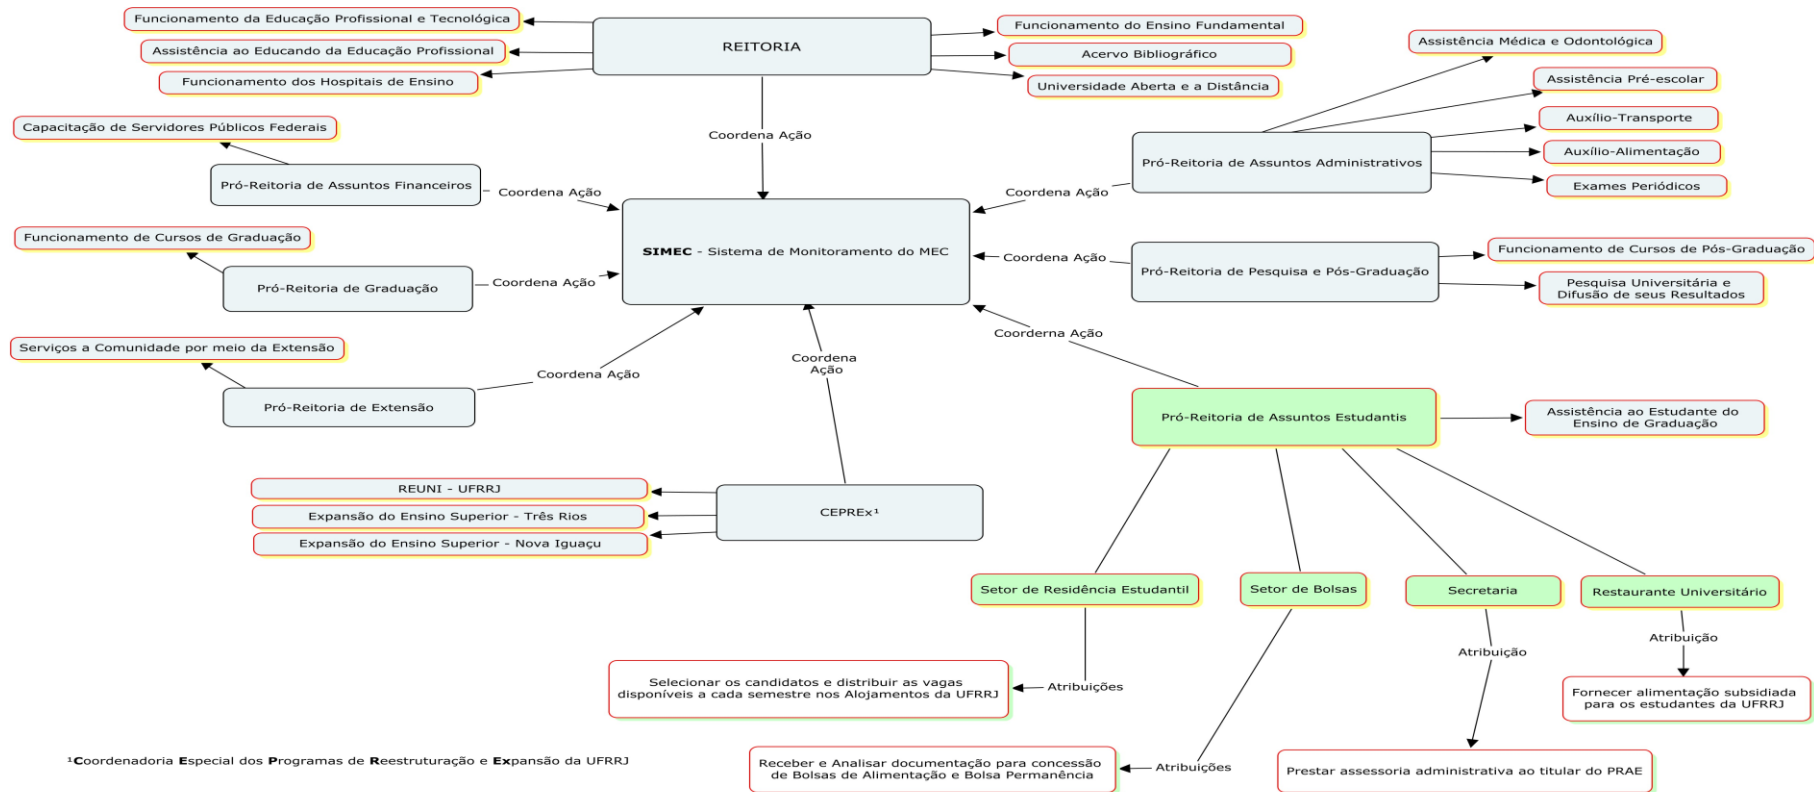 Funcionamento da Educação Profissional e Tecnológica
Assistência ao Educando da Educação Profissional
Funcionamento dos Hospitais de Ensino
REITORIA
Funcionamento do Ensino Fundamental
Acervo Bibliográfico
Universidade Aberta e a Distância
Assistência Médica e Odontológica
Assistência Pré-escolar
Auxílio-Transporte
Auxílio-Alimentação
Exames Periódicos
Capacitação de Servidores Públicos Federais
Coordena Ação
Pró-Reitoria de Assuntos Administrativos
Pró-Reitoria de Assuntos Financeiros
Coordena Ação
Coordena Ação
Funcionamento de Cursos de Graduação
SIMEC - Sistema de Monitoramento do MEC
Coordena Ação
Pró-Reitoria de Pesquisa e Pós-Graduação
Funcionamento de Cursos de Pós-Graduação
Pesquisa Universitária e
Difusão de seus Resultados
Pró-Reitoria de Graduação
Coordena Ação
Serviços a Comunidade por meio da Extensão
Coorderna Ação
Coordena
Ação
Coordena Ação
Pró-Reitoria de Extensão
Pró-Reitoria de Assuntos Estudantis
Assistência ao Estudante do
Ensino de Graduação
REUNI - UFRRJ
Expansão do Ensino Superior - Três Rios
Expansão do Ensino Superior - Nova Iguaçu
CEPREx¹
Setor de Residência Estudantil
Setor de Bolsas
Secretaria
Restaurante Universitário
Atribuição
Atribuição
Selecionar os candidatos e distribuir as vagas
disponíveis a cada semestre nos Alojamentos da UFRRJ
Atribuições
Fornecer alimentação subsidiada
para os estudantes da UFRRJ
¹Coordenadoria Especial dos Programas de Reestruturação e Expansão da UFRRJ
Receber e Analisar documentação para concessão
de Bolsas de Alimentação e Bolsa Permanência
Atribuições
Prestar assessoria administrativa ao titular do PRAE